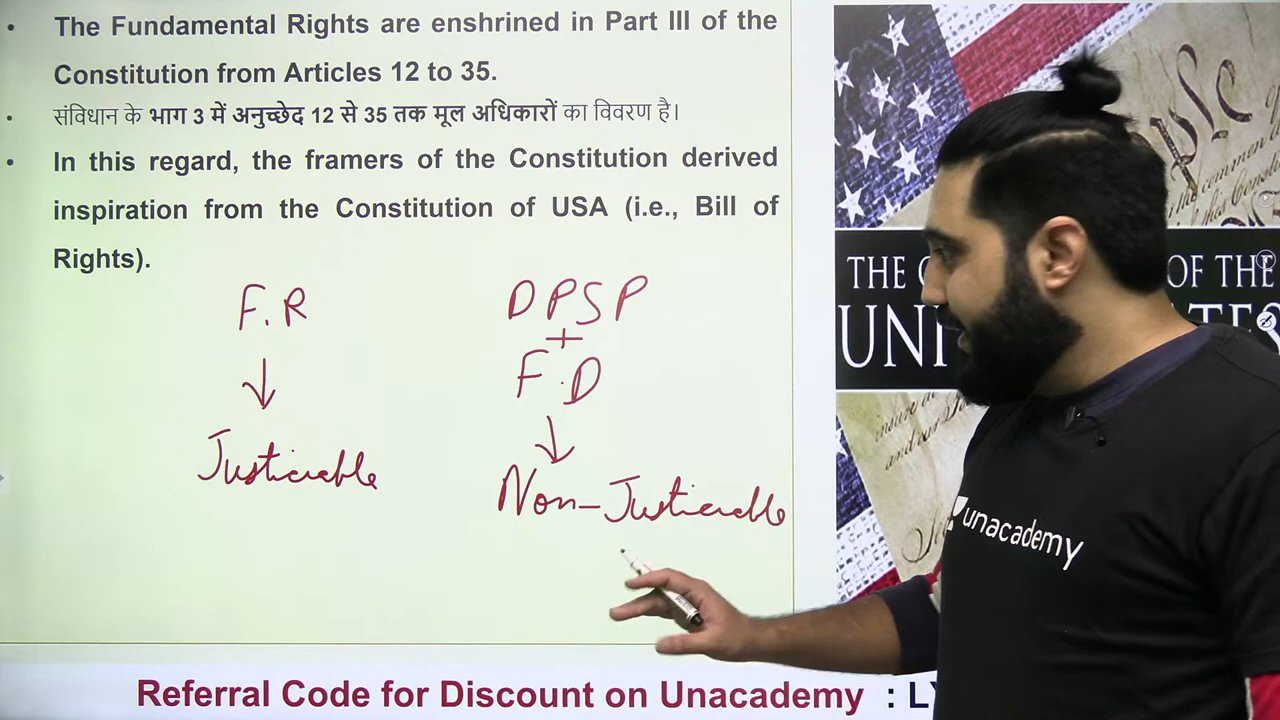 The Fundamental Rights are enshrined in Part III of the
Constitution from Articles 12 to 35.
संविधान के भाग 3 में अनुच्छेद 12 से 35 तक मूल अधिकारों का विवरण है।
In this regard, the framers of the Constitution derived
inspiration from the Constitution of USA (i.e., Bill of
Rights).
F.R
DPSP
+
F.D
Justiciable
Non-Justiciable
THE
OF THE
unacademy
Referral Code for Discount on Unacademy : L